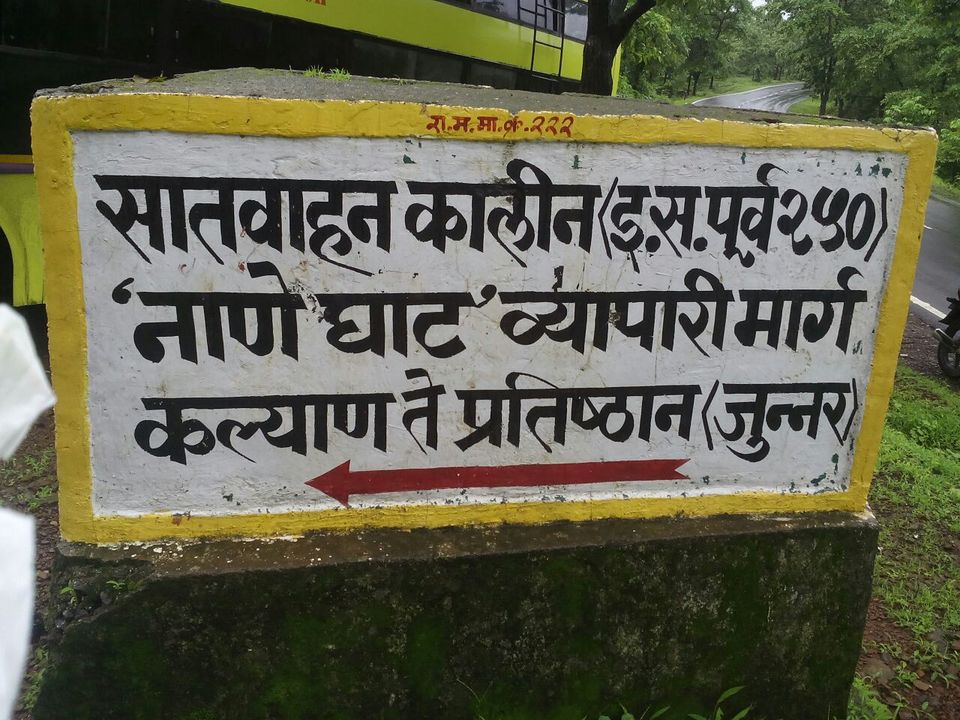 रा.म.मा.क्र.२२२
सातवाहन कालीन (इ.स.पूर्व २५०)
‘नाणे घाट’ व्यापारी मार्ग
कल्याण ते प्रतिष्ठान (जुन्नर)